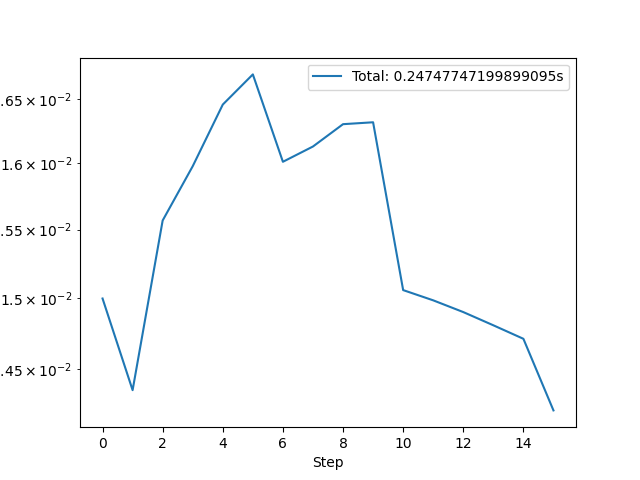 Total: 0.24747747199899095s
.65 × 10⁻²
1.6 × 10⁻²
.55 × 10⁻²
1.5 × 10⁻²
.45 × 10⁻²
0 2 4 6 8 10 12 14
Step